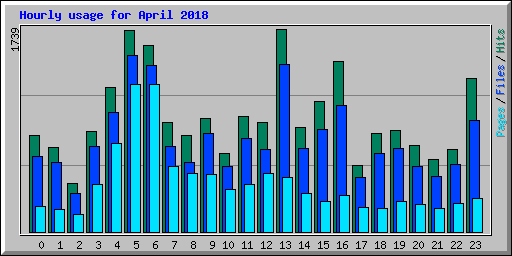 Hourly usage for April 2018
1739
Pages/Files/Hits
0 1 2 3 4 5 6 7 8 9 10 11 12 13 14 15 16 17 18 19 20 21 22 23